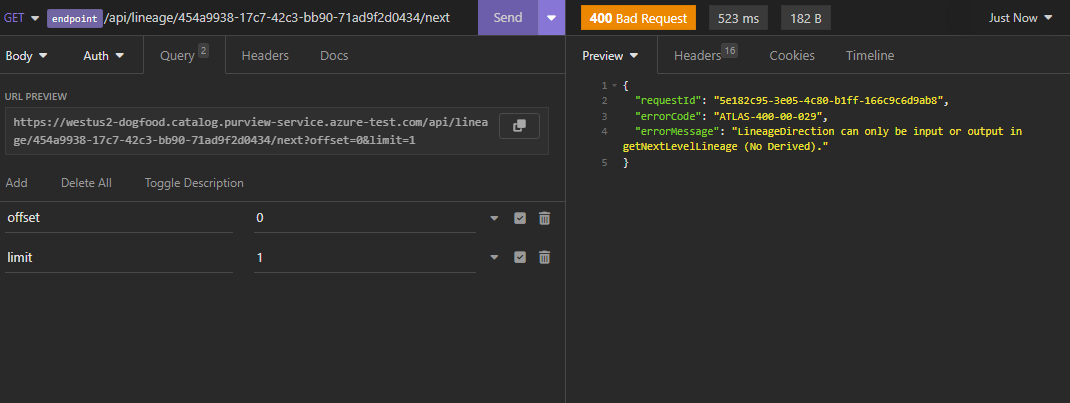 GET endpoint /api/lineage/454a9938-17c7-42c3-bb90-71ad9f2d0434/next Send 400 Bad Request 523 ms 182 B Just Now
Body Auth Query 2 Headers Docs Preview Headers 16 Cookies Timeline
URL PREVIEW
https://westus2-dogfood.catalog.purview-service.azure-test.com/api/linea
ge/454a9938-17c7-42c3-bb90-71ad9f2d0434/next?offset=0&limit=1
Add Delete All Toggle Description
offset 0
limit 1
1 {
2 "requestId": "5e182c95-3e05-4c80-b1ff-166c9c6d9ab8",
3 "errorCode": "ATLAS-400-00-029",
4 "errorMessage": "LineageDirection can only be input or output in
getNextLevelLineage (No Derived)."
5 }